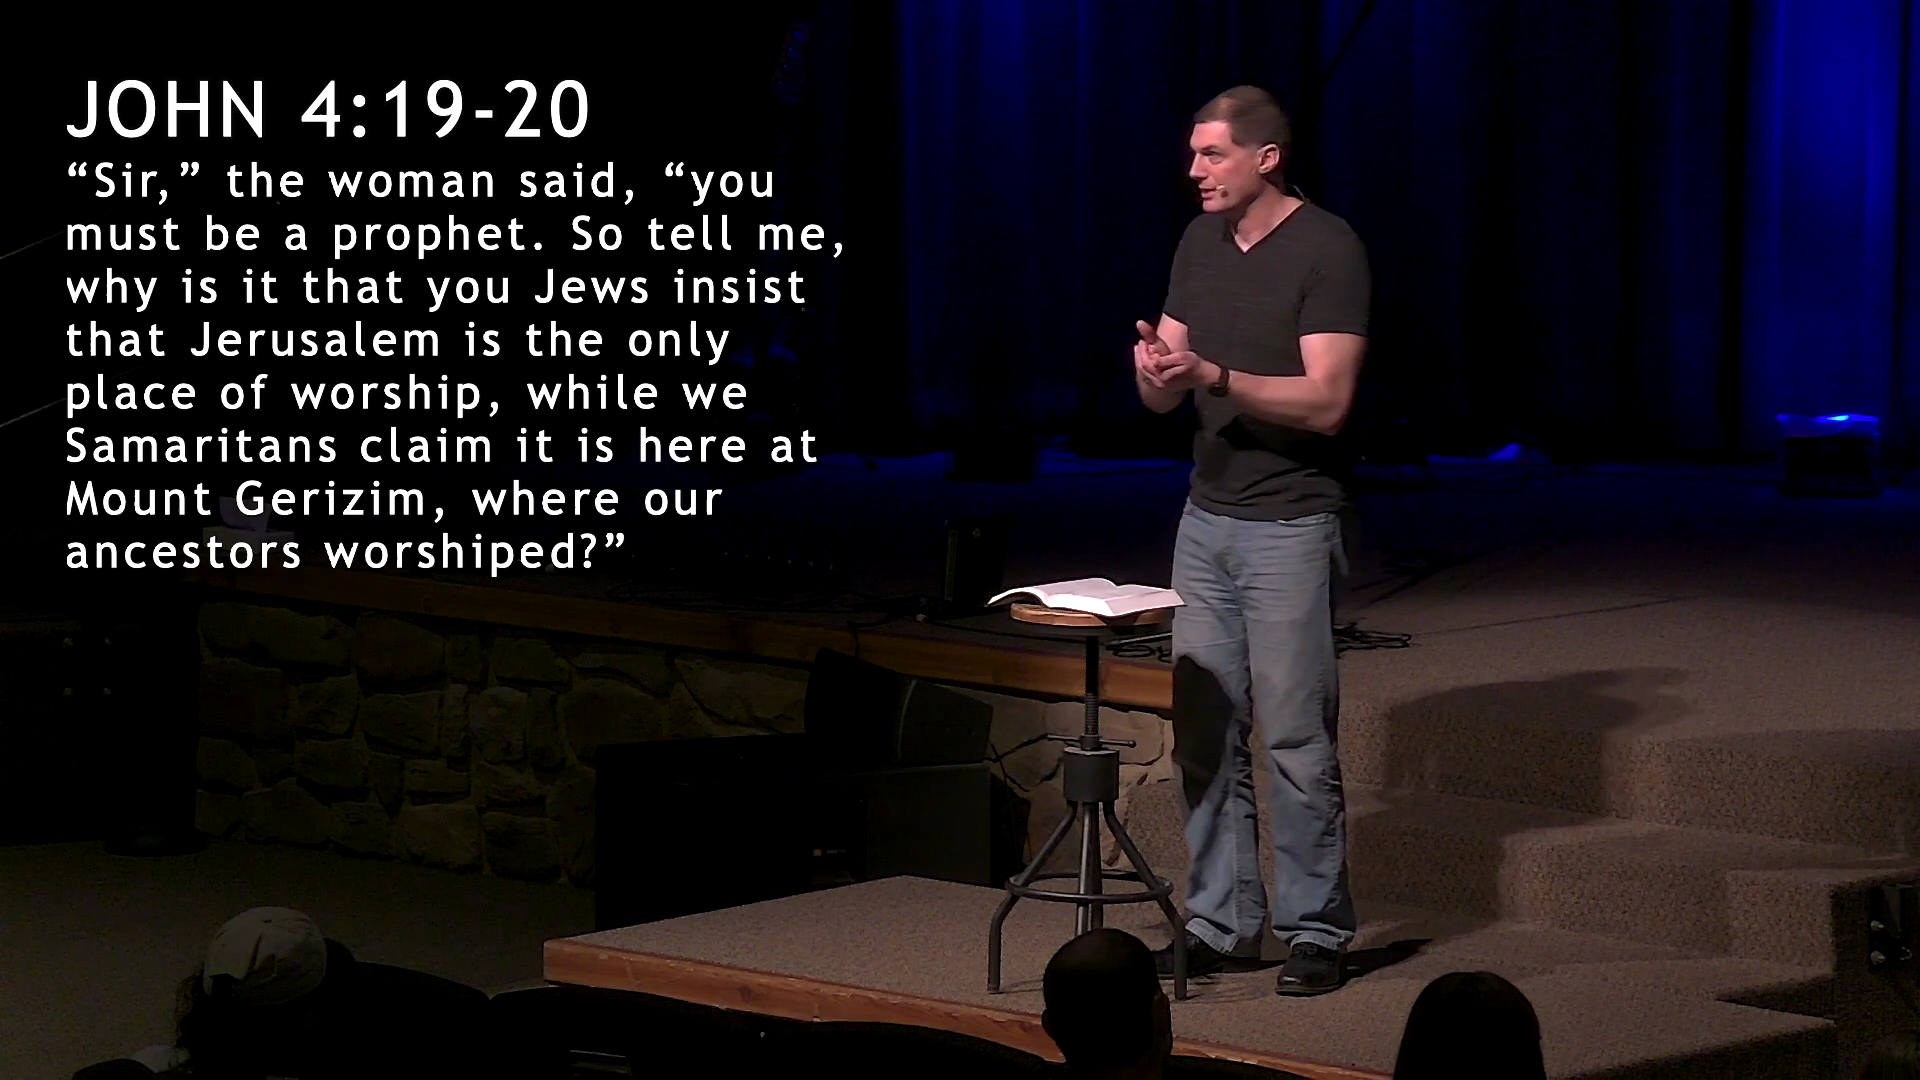 JOHN 4:19-20
“Sir,” the woman said, “you
must be a prophet. So tell me,
why is it that you Jews insist
that Jerusalem is the only
place of worship, while we
Samaritans claim it is here at
Mount Gerizim, where our
ancestors worshiped?”